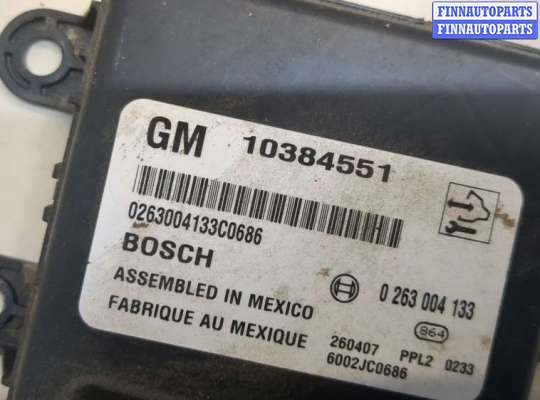 FINNAUTOPARTS
FINNAUTOPARTS
GM 10384551
0263004133C0686
BOSCH
ASSEMBLED IN MEXICO
FABRIQUE AU MEXIQUE
0 263 004 133
864
260407 PPL2 0233
6002JC0686